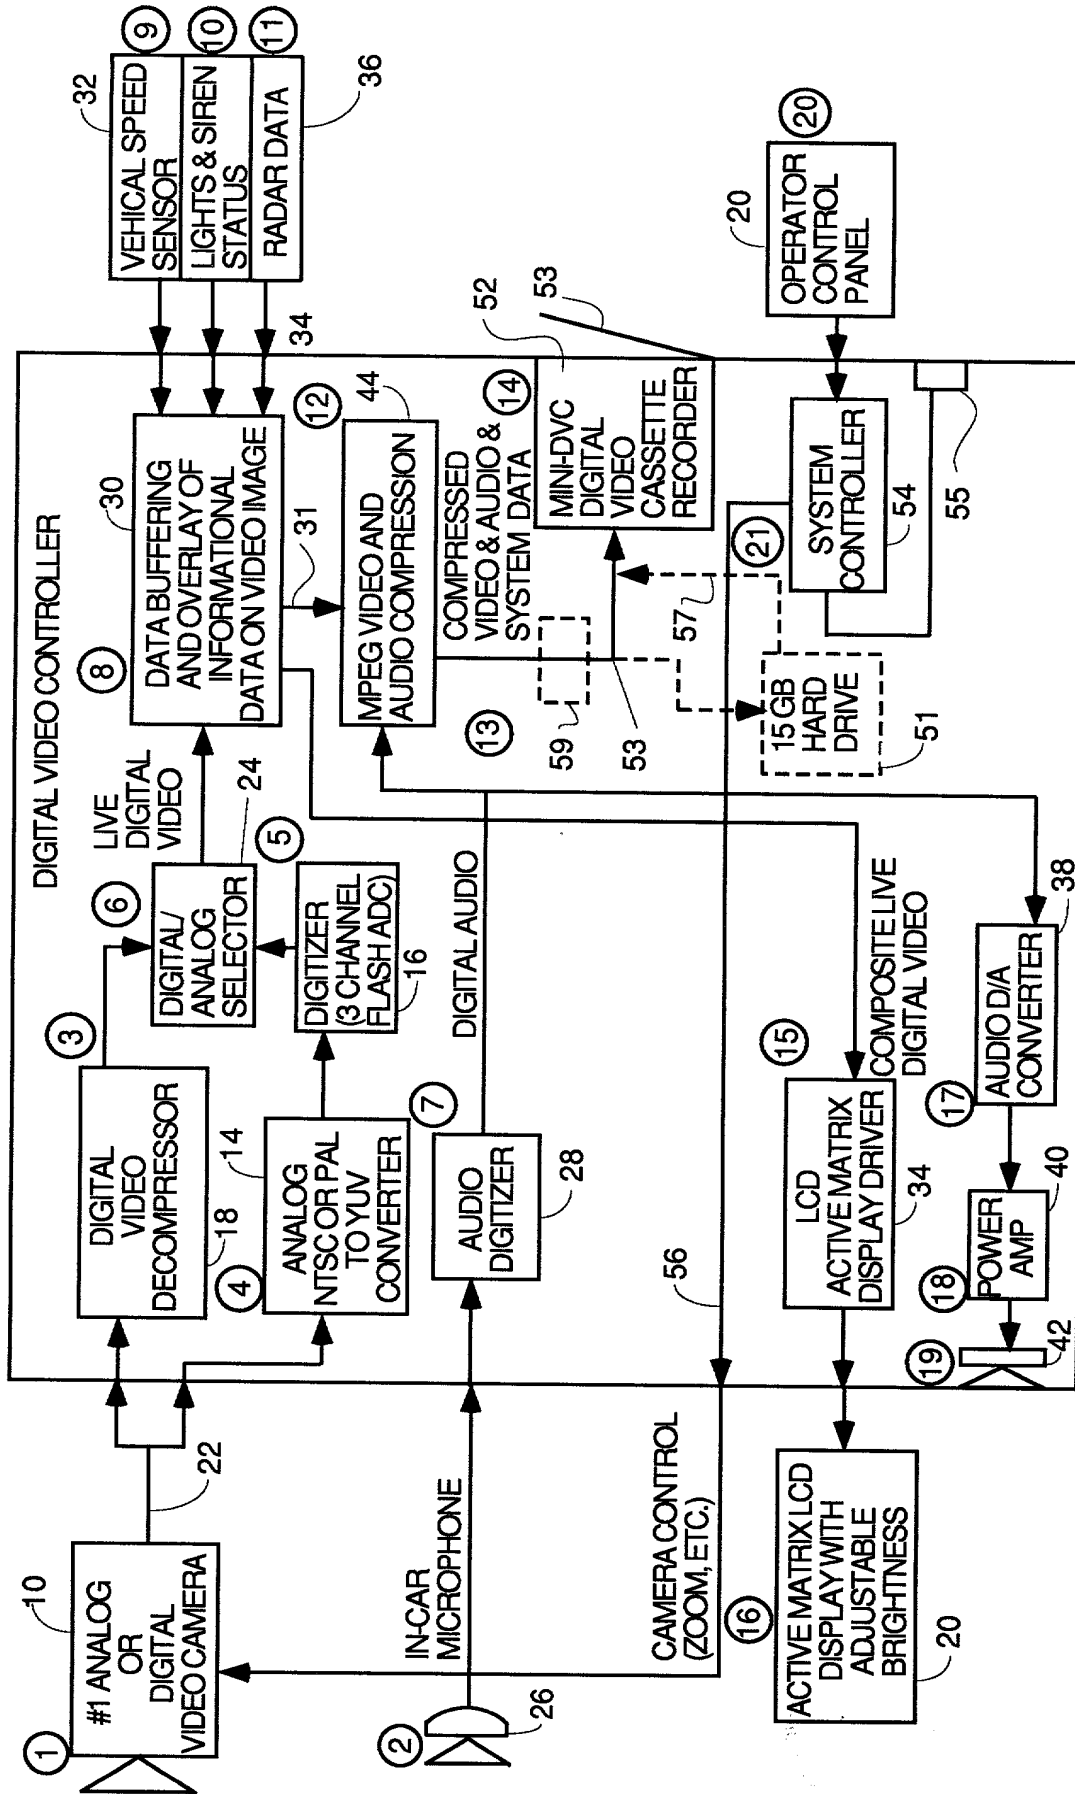 DIGITAL VIDEO CONTROLLER
1
10
#1 ANALOG
OR
DIGITAL
VIDEO CAMERA
22
3
DIGITAL
VIDEO
DECOMPRESSOR
18
6
DIGITAL/
ANALOG
SELECTOR
24
LIVE
DIGITAL
VIDEO
8
30
DATA BUFFERING
AND OVERLAY OF
INFORMATIONAL
DATA ON VIDEO IMAGE
31
32
VEHICAL SPEED
SENSOR
9
LIGHTS & SIREN
STATUS
10
RADAR DATA
11
36
34
4
14
ANALOG
NTSC OR PAL
TO YUV
CONVERTER
5
DIGITIZER
(3 CHANNEL
FLASH ADC)
16
12
44
MPEG VIDEO AND
AUDIO COMPRESSION
2
26
IN-CAR
MICROPHONE
7
AUDIO
DIGITIZER
28
DIGITAL AUDIO
13
COMPRESSED
VIDEO & AUDIO &
SYSTEM DATA
14
52
53
MINI-DVC
DIGITAL
VIDEO
CASSETTE
RECORDER
59
53
57
CAMERA CONTROL
(ZOOM, ETC.)
56
21
15 GB
HARD
DRIVE
51
SYSTEM
CONTROLLER
54
55
20
OPERATOR
CONTROL
PANEL
20
16
ACTIVE MATRIX LCD
DISPLAY WITH
ADJUSTABLE
BRIGHTNESS
20
15
LCD
ACTIVE MATRIX
DISPLAY DRIVER
34
COMPOSITE LIVE
DIGITAL VIDEO
19
42
18
POWER
AMP
40
17
AUDIO D/A
CONVERTER
38